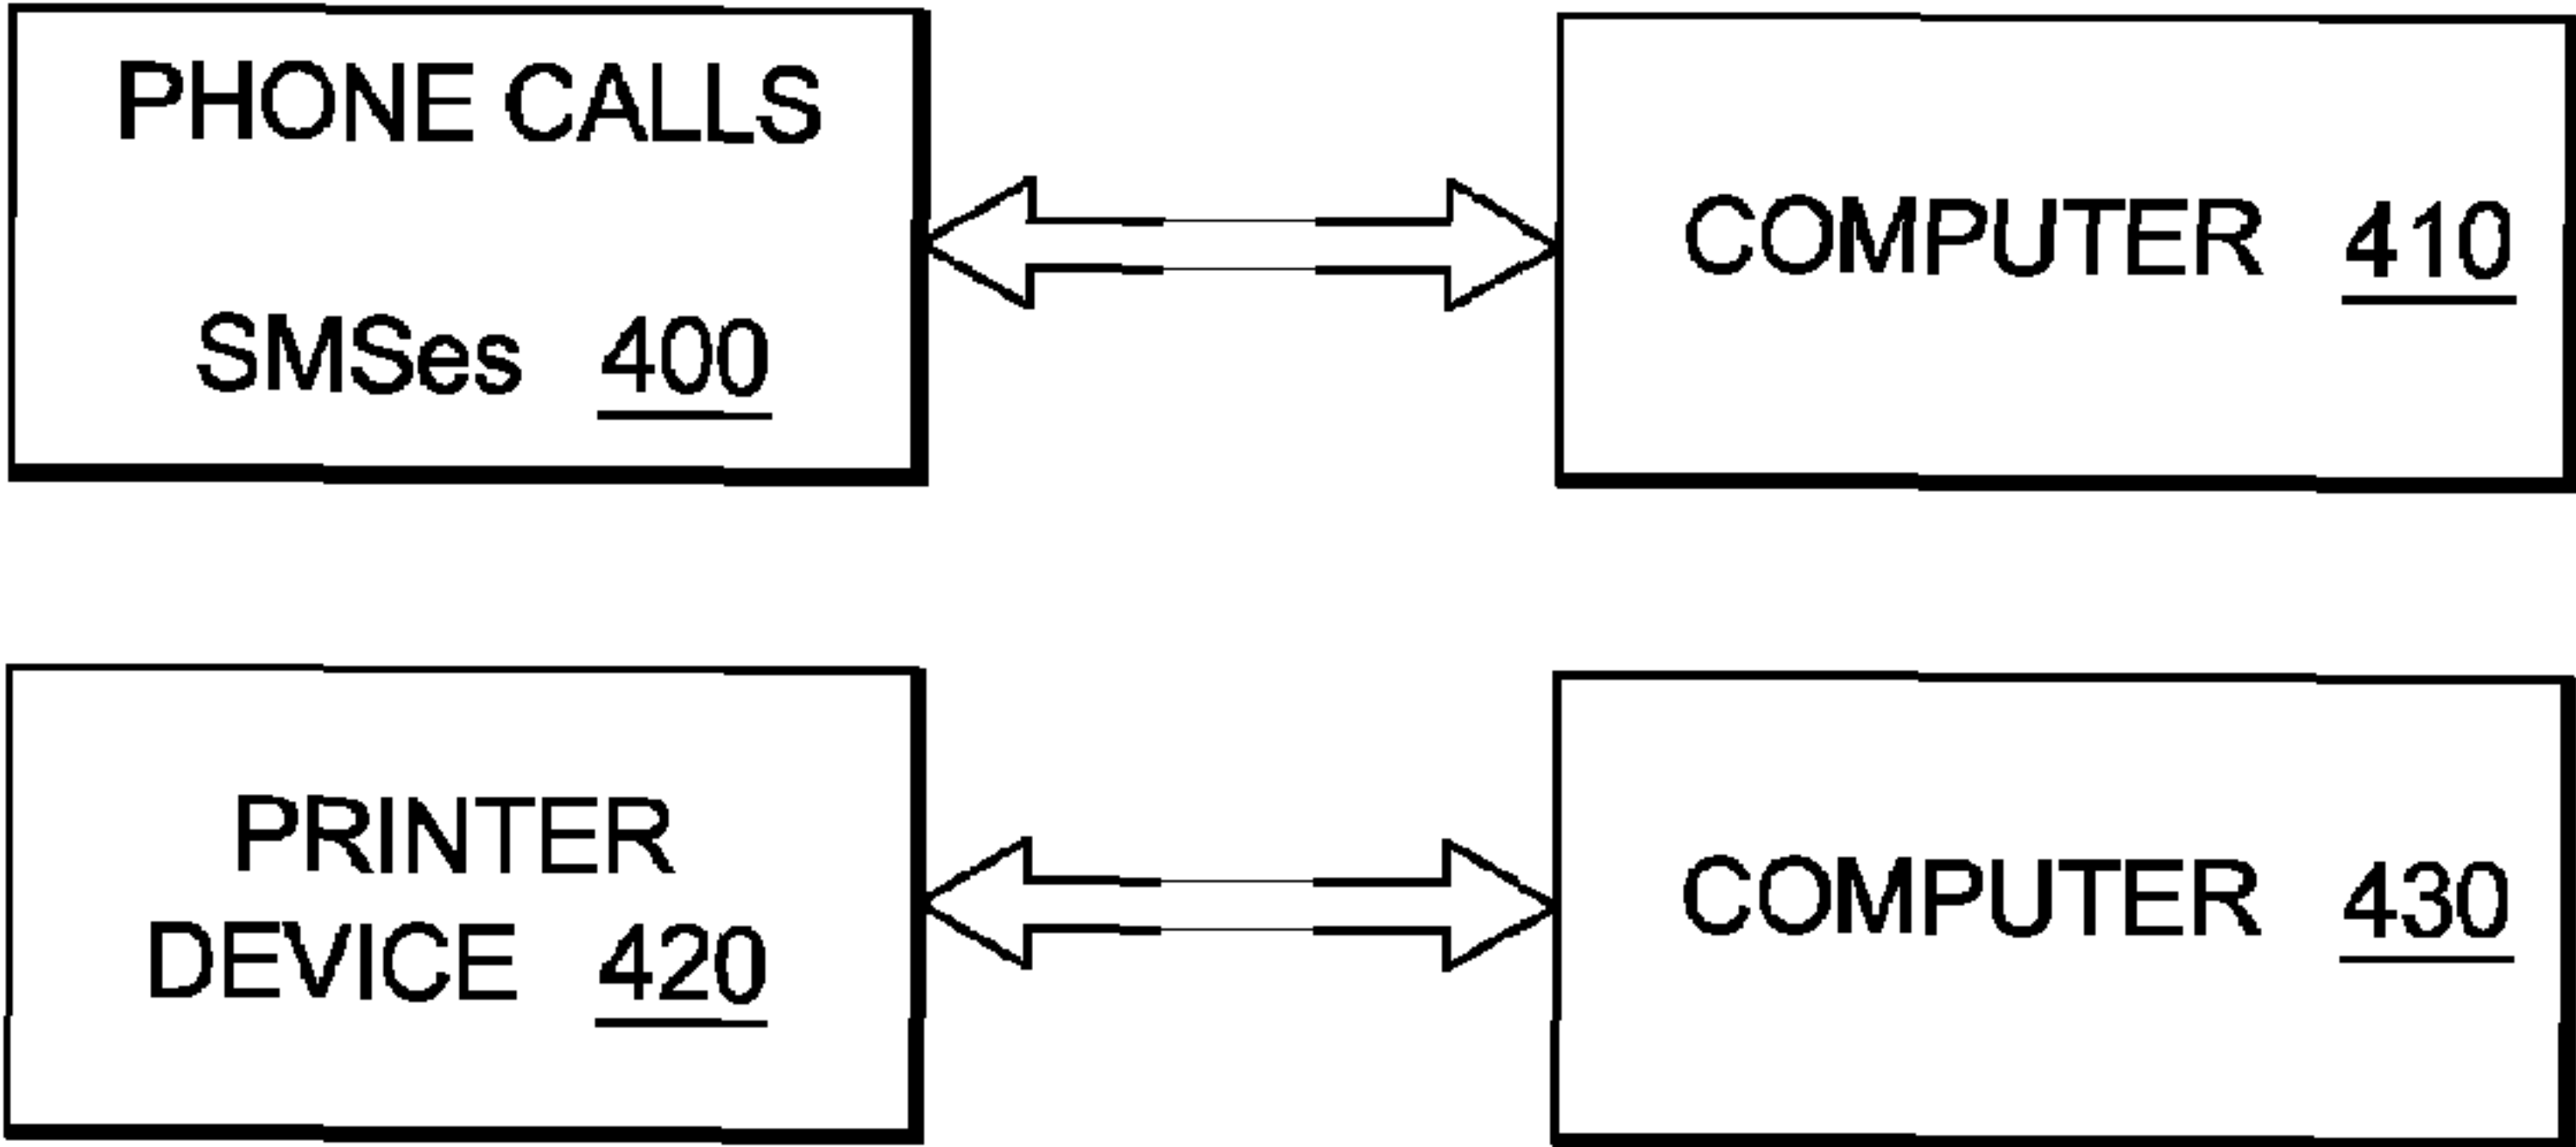 PHONE CALLS
SMSes 400
COMPUTER 410
PRINTER
DEVICE 420
COMPUTER 430